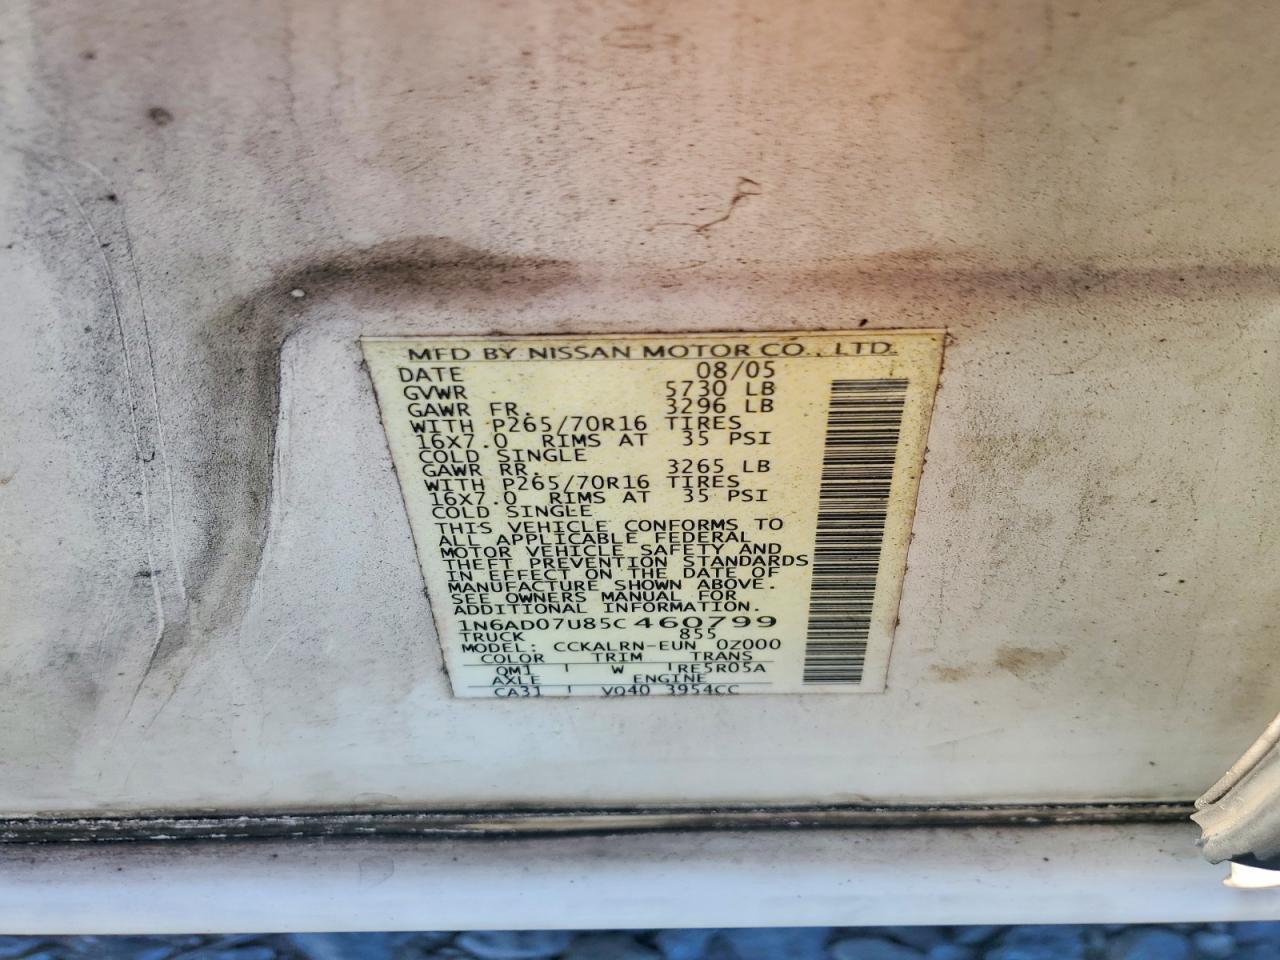 MFD BY NISSAN MOTOR CO., LTD.
DATE 08/05
GVWR 5730 LB
GAWR FR. 3296 LB
WITH P265/70R16 TIRES
16X7.0 RIMS AT 35 PSI
COLD SINGLE
GAWR RR. 3265 LB
WITH P265/70R16 TIRES
16X7.0 RIMS AT 35 PSI
COLD SINGLE
THIS VEHICLE CONFORMS TO
ALL APPLICABLE FEDERAL
MOTOR VEHICLE SAFETY AND
THEFT PREVENTION STANDARDS
IN EFFECT ON THE DATE OF
MANUFACTURE SHOWN ABOVE.
SEE OWNERS MANUAL FOR
ADDITIONAL INFORMATION.
1N6AD07U85C460799
TRUCK 855
MODEL: CCKALRN-EUN 0Z000
COLOR TRIM TRANS
QM1 W RE5R05A
AXLE ENGINE
CA31 VQ40 3954CC